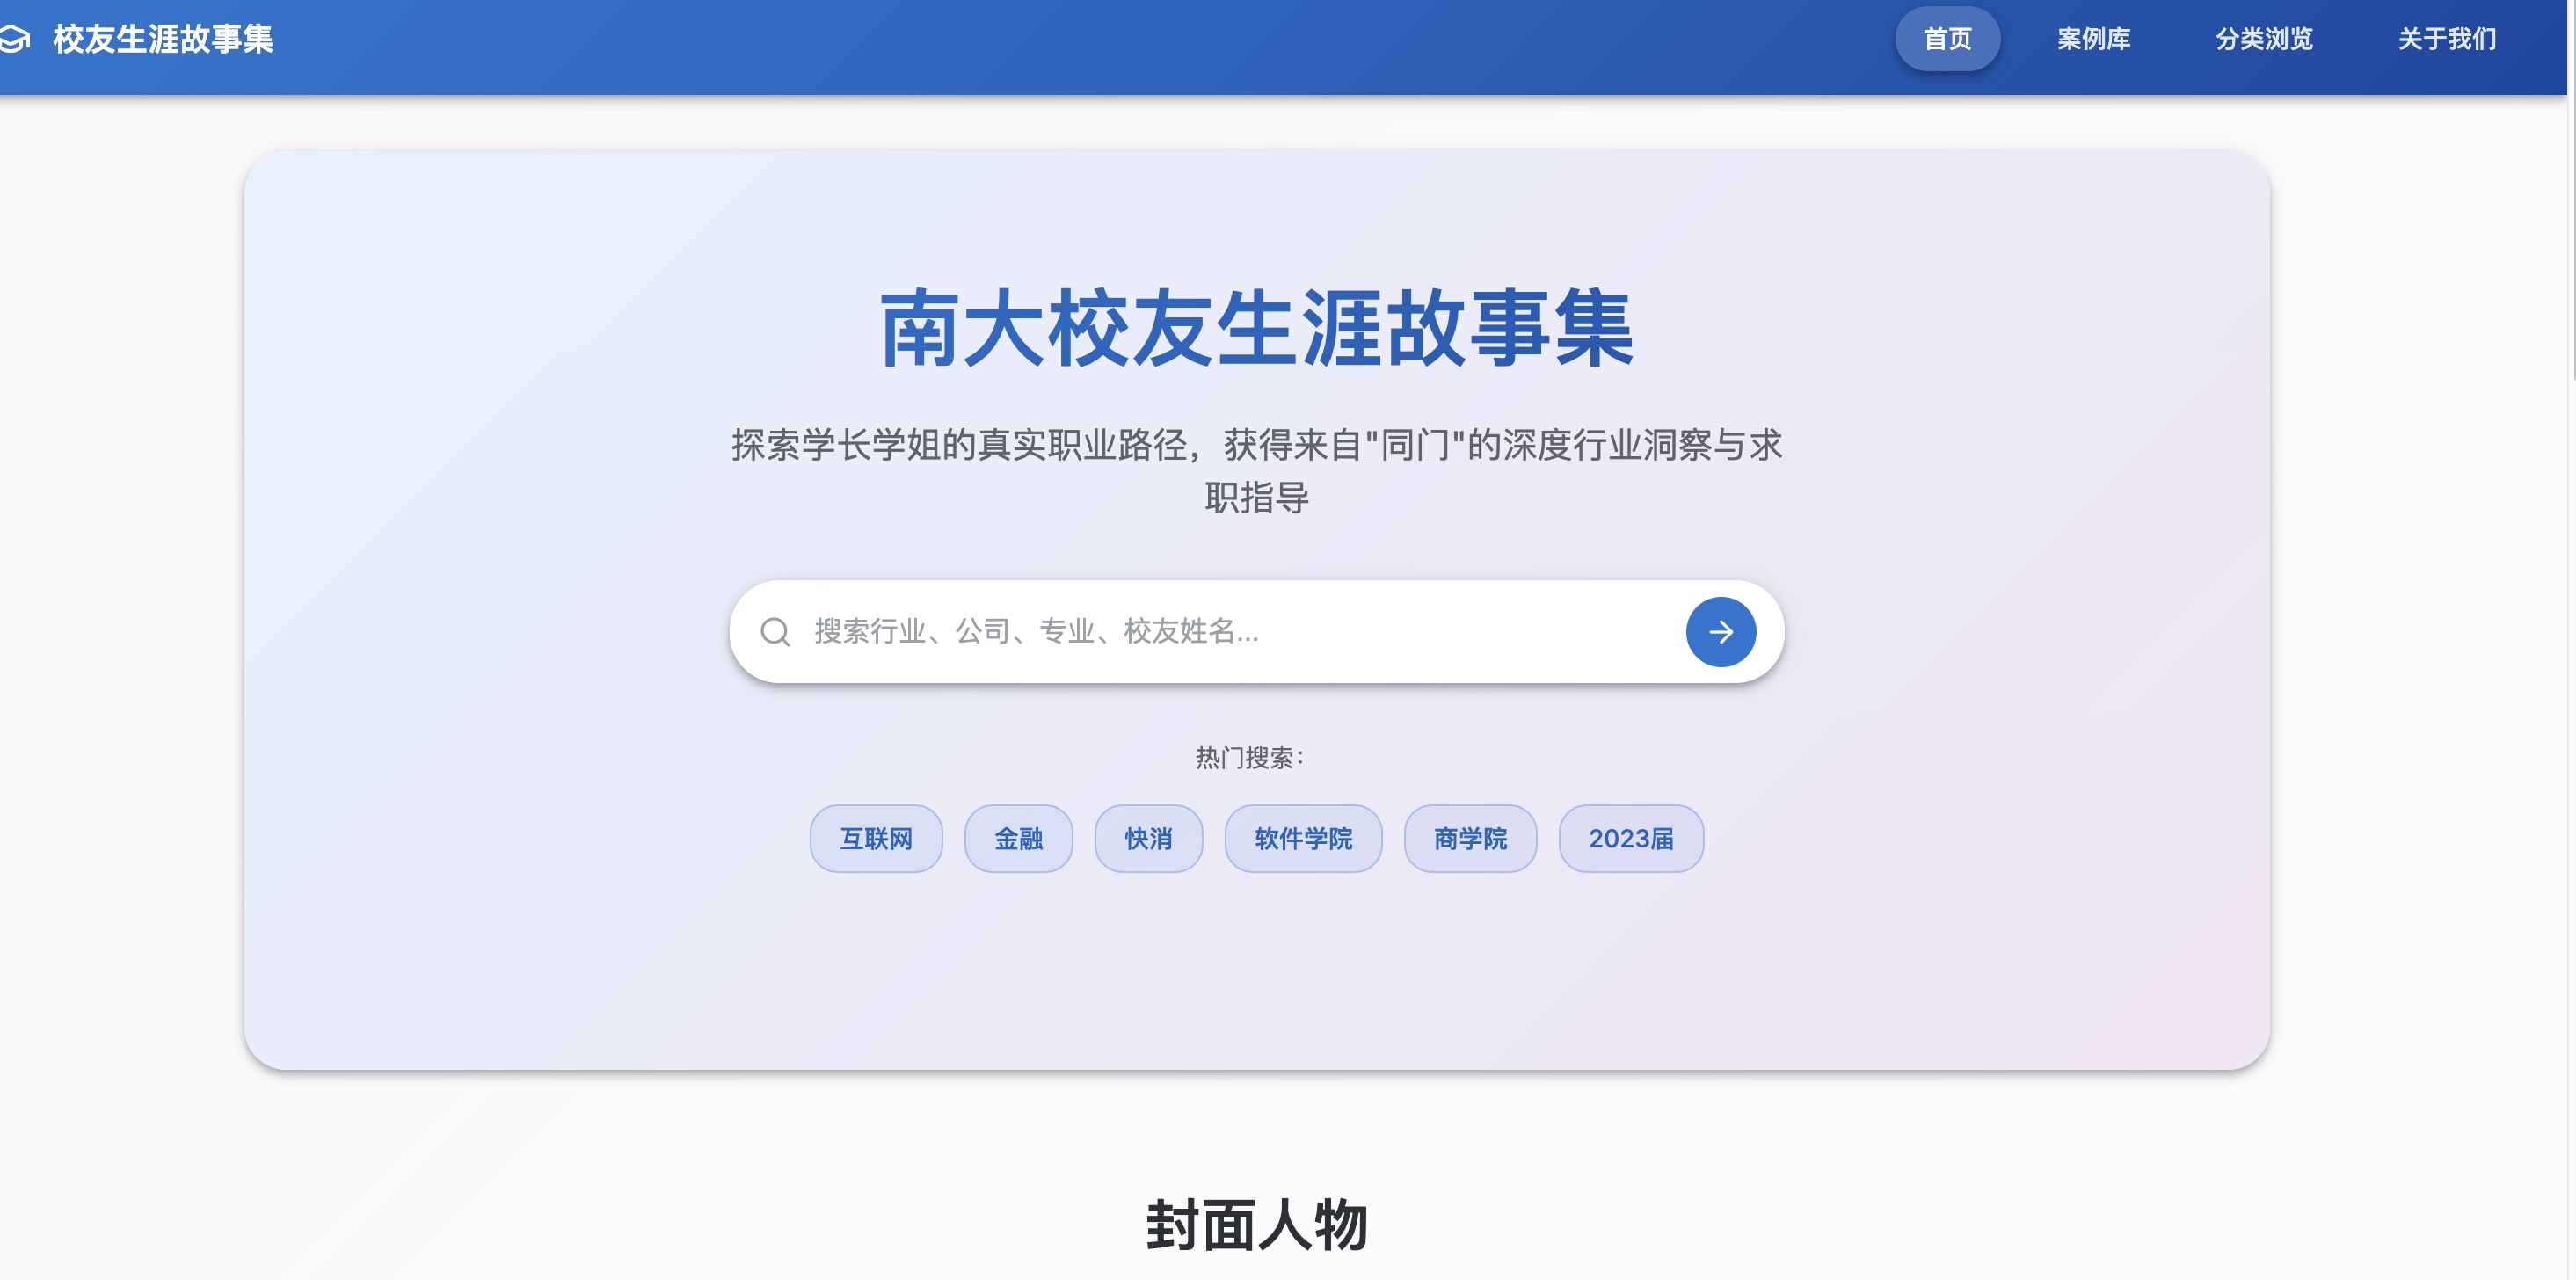 校友生涯故事集
首页
案例库
分类浏览
关于我们
南大校友生涯故事集
探索学长学姐的真实职业路径，获得来自"同门"的深度行业洞察与求
职指导
搜索行业、公司、专业、校友姓名...
热门搜索：
互联网
金融
快消
软件学院
商学院
2023届
封面人物